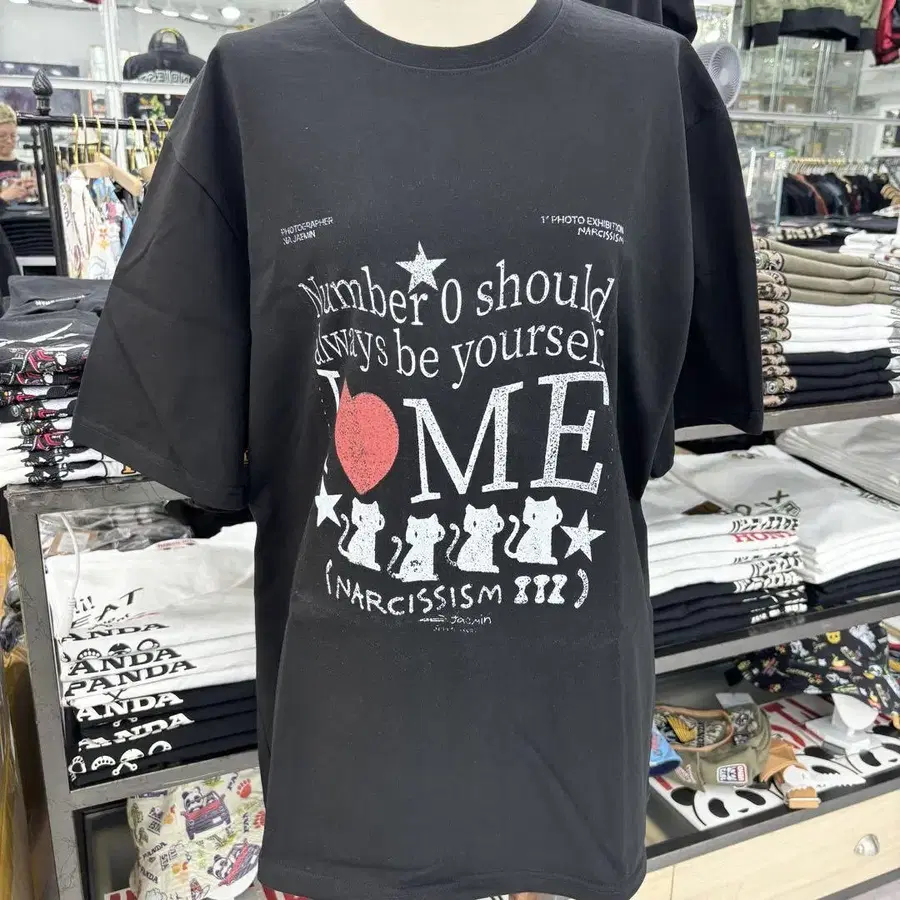 PHOTOGRAPHER
NA JAEMIN
1st PHOTO EXHIBITION
NARCISSISM
Number 0 should
always be yourself
I ME
(NARCISSISM !!!)
jaemin
PANDA
PANDA
PANDA
PANDA
HONDA